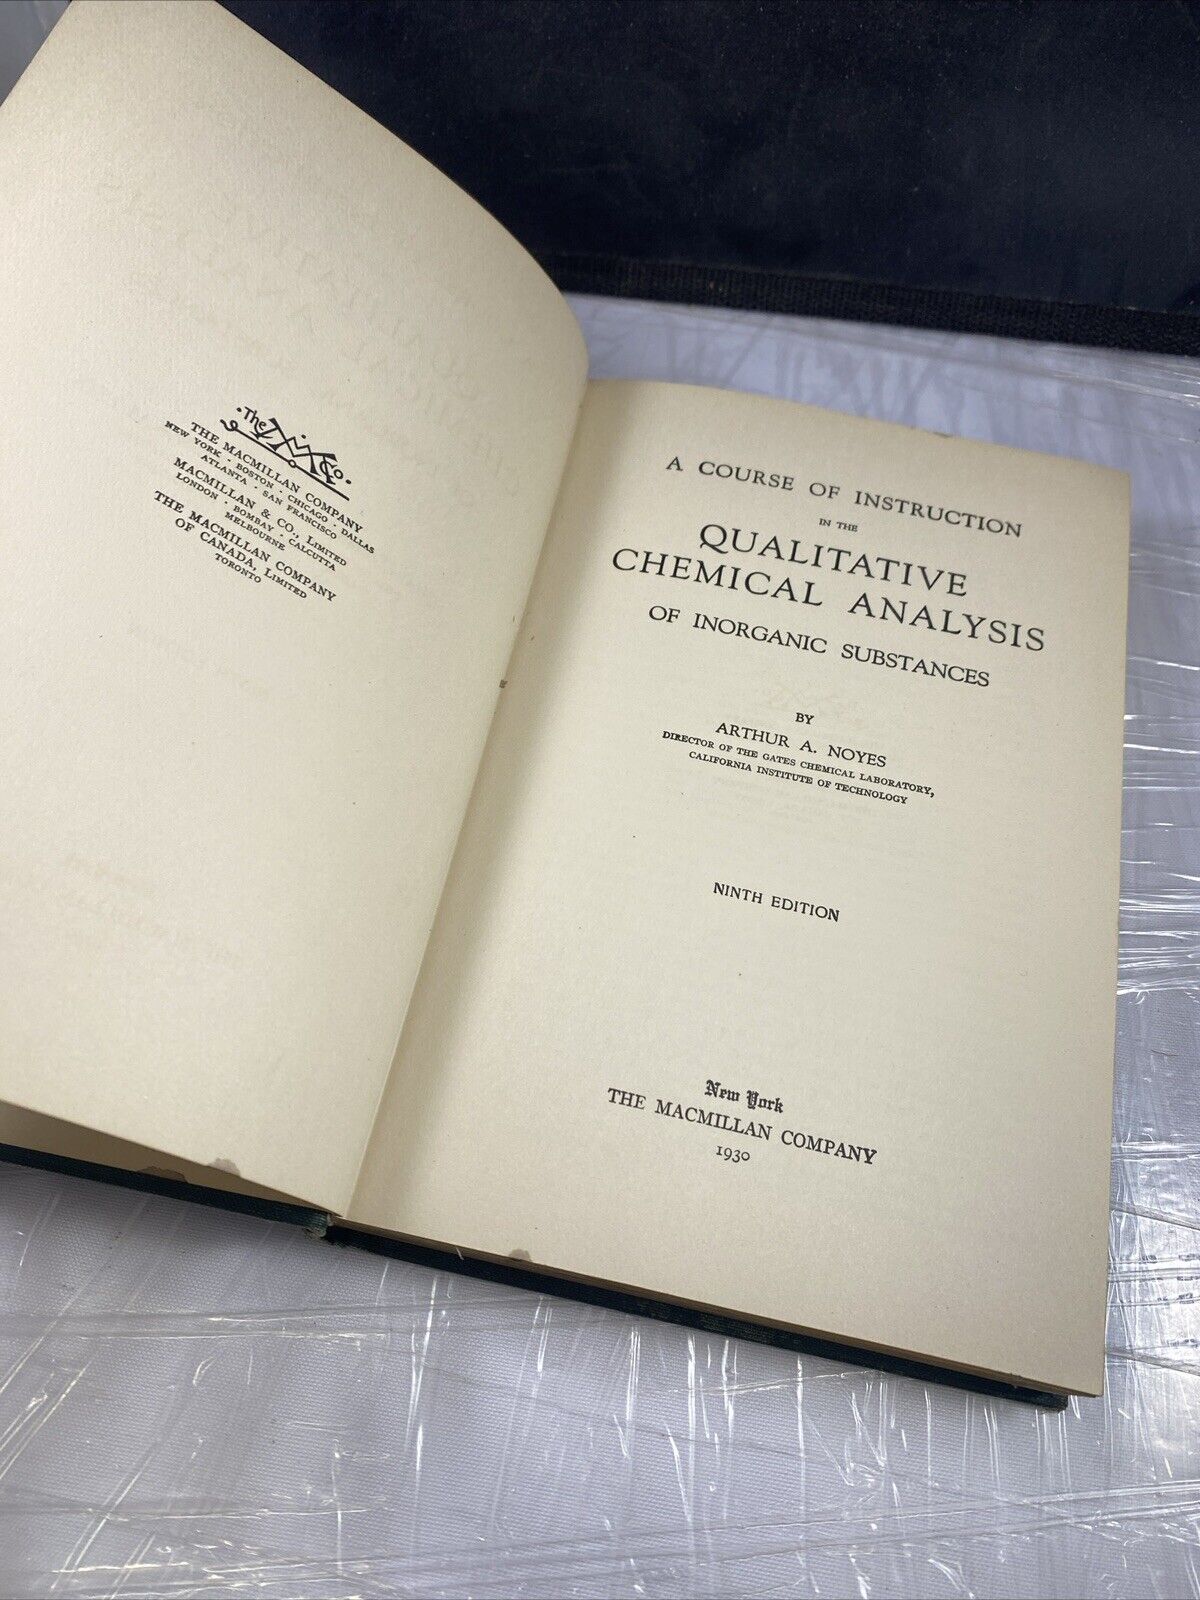 ·The MM Co·
THE MACMILLAN COMPANY
NEW YORK · BOSTON · CHICAGO · DALLAS
ATLANTA · SAN FRANCISCO
MACMILLAN & CO., LIMITED
LONDON · BOMBAY · CALCUTTA
MELBOURNE
THE MACMILLAN COMPANY
OF CANADA, LIMITED
TORONTO
A COURSE OF INSTRUCTION
IN THE
QUALITATIVE
CHEMICAL ANALYSIS
OF INORGANIC SUBSTANCES
BY
ARTHUR A. NOYES
DIRECTOR OF THE GATES CHEMICAL LABORATORY,
CALIFORNIA INSTITUTE OF TECHNOLOGY
NINTH EDITION
New York
THE MACMILLAN COMPANY
1930